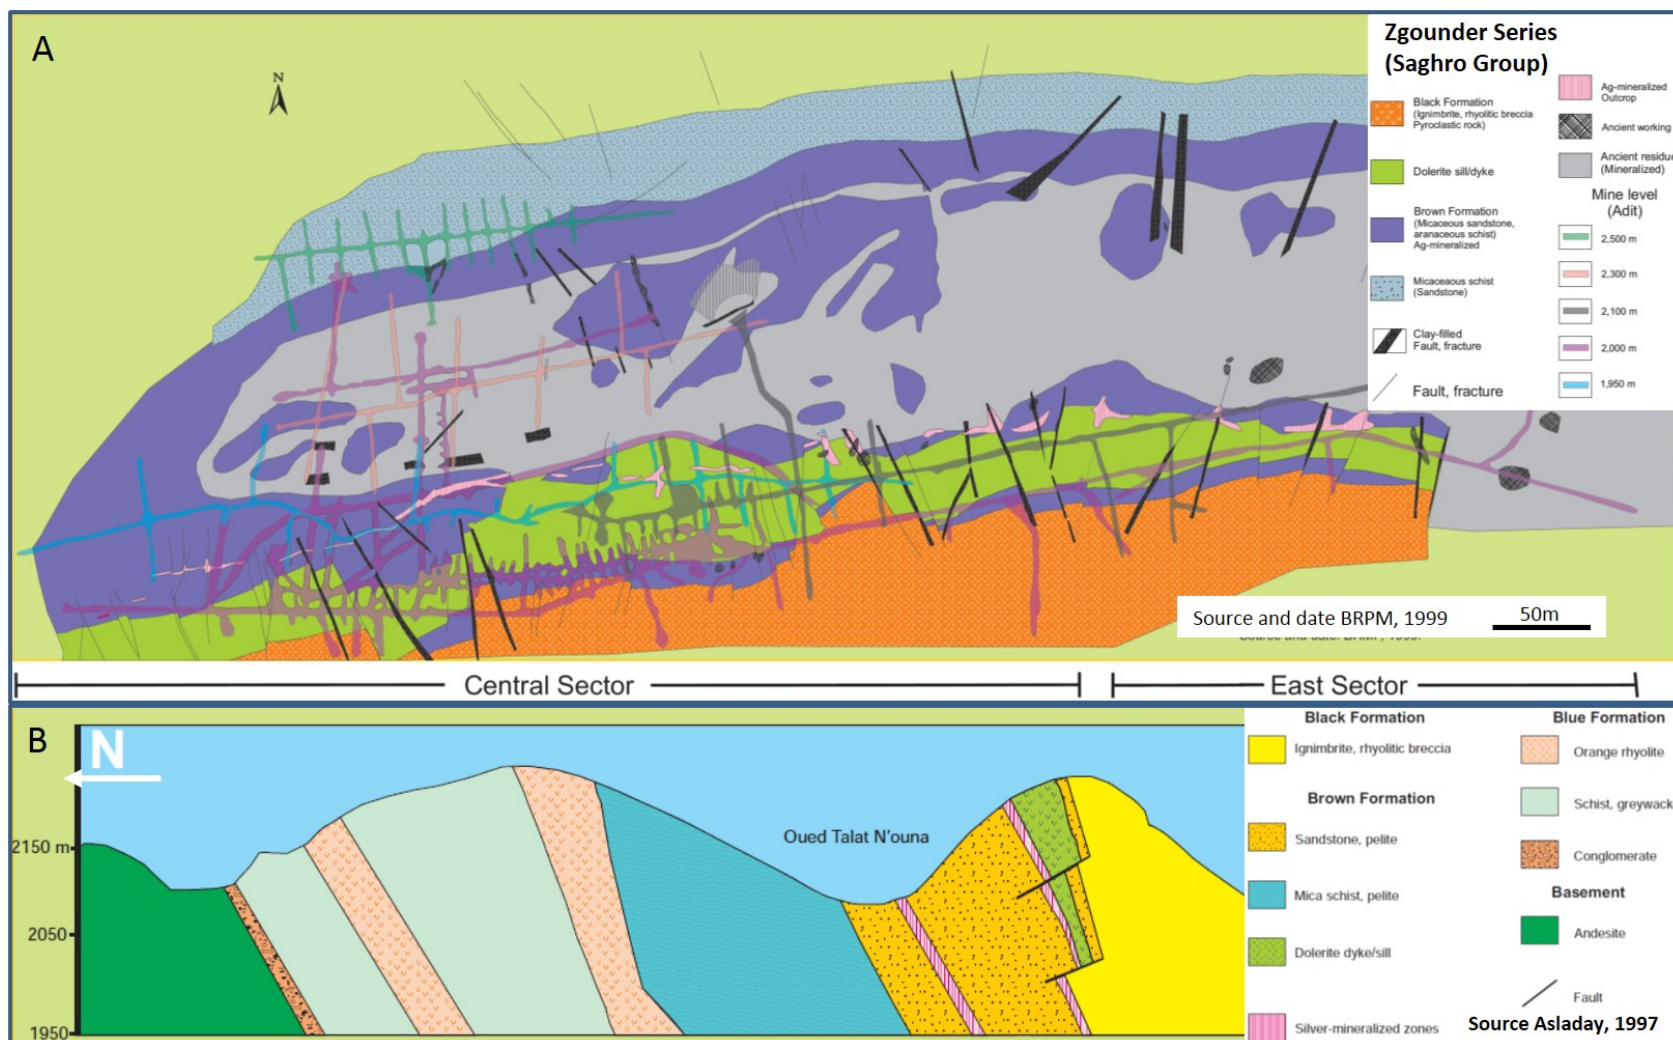 A
N
Zgounder Series
(Saghro Group)
Black Formation
(Ignimbrite, rhyolitic breccia
Pyroclastic rock)
Dolerite sill/dyke
Brown Formation
(Micaceous sandstone,
aranaceous schist)
Ag-mineralized
Micaceaous schist
(Sandstone)
Clay-filled
Fault, fracture
Fault, fracture
Ag-mineralized
Outcrop
Ancient working
Ancient residue
(Mineralized)
Mine level
(Adit)
2,500 m
2,300 m
2,100 m
2,000 m
1,950 m
Source and date BRPM, 1999
50m
Central Sector
East Sector
B
N
2150 m
2050
1950
Oued Talat N'ouna
Black Formation
Ignimbrite, rhyolitic breccia
Brown Formation
Sandstone, pelite
Mica schist, pelite
Dolerite dyke/sill
Silver-mineralized zones
Blue Formation
Orange rhyolite
Schist, greywack
Conglomerate
Basement
Andesite
Fault
Source Asladay, 1997